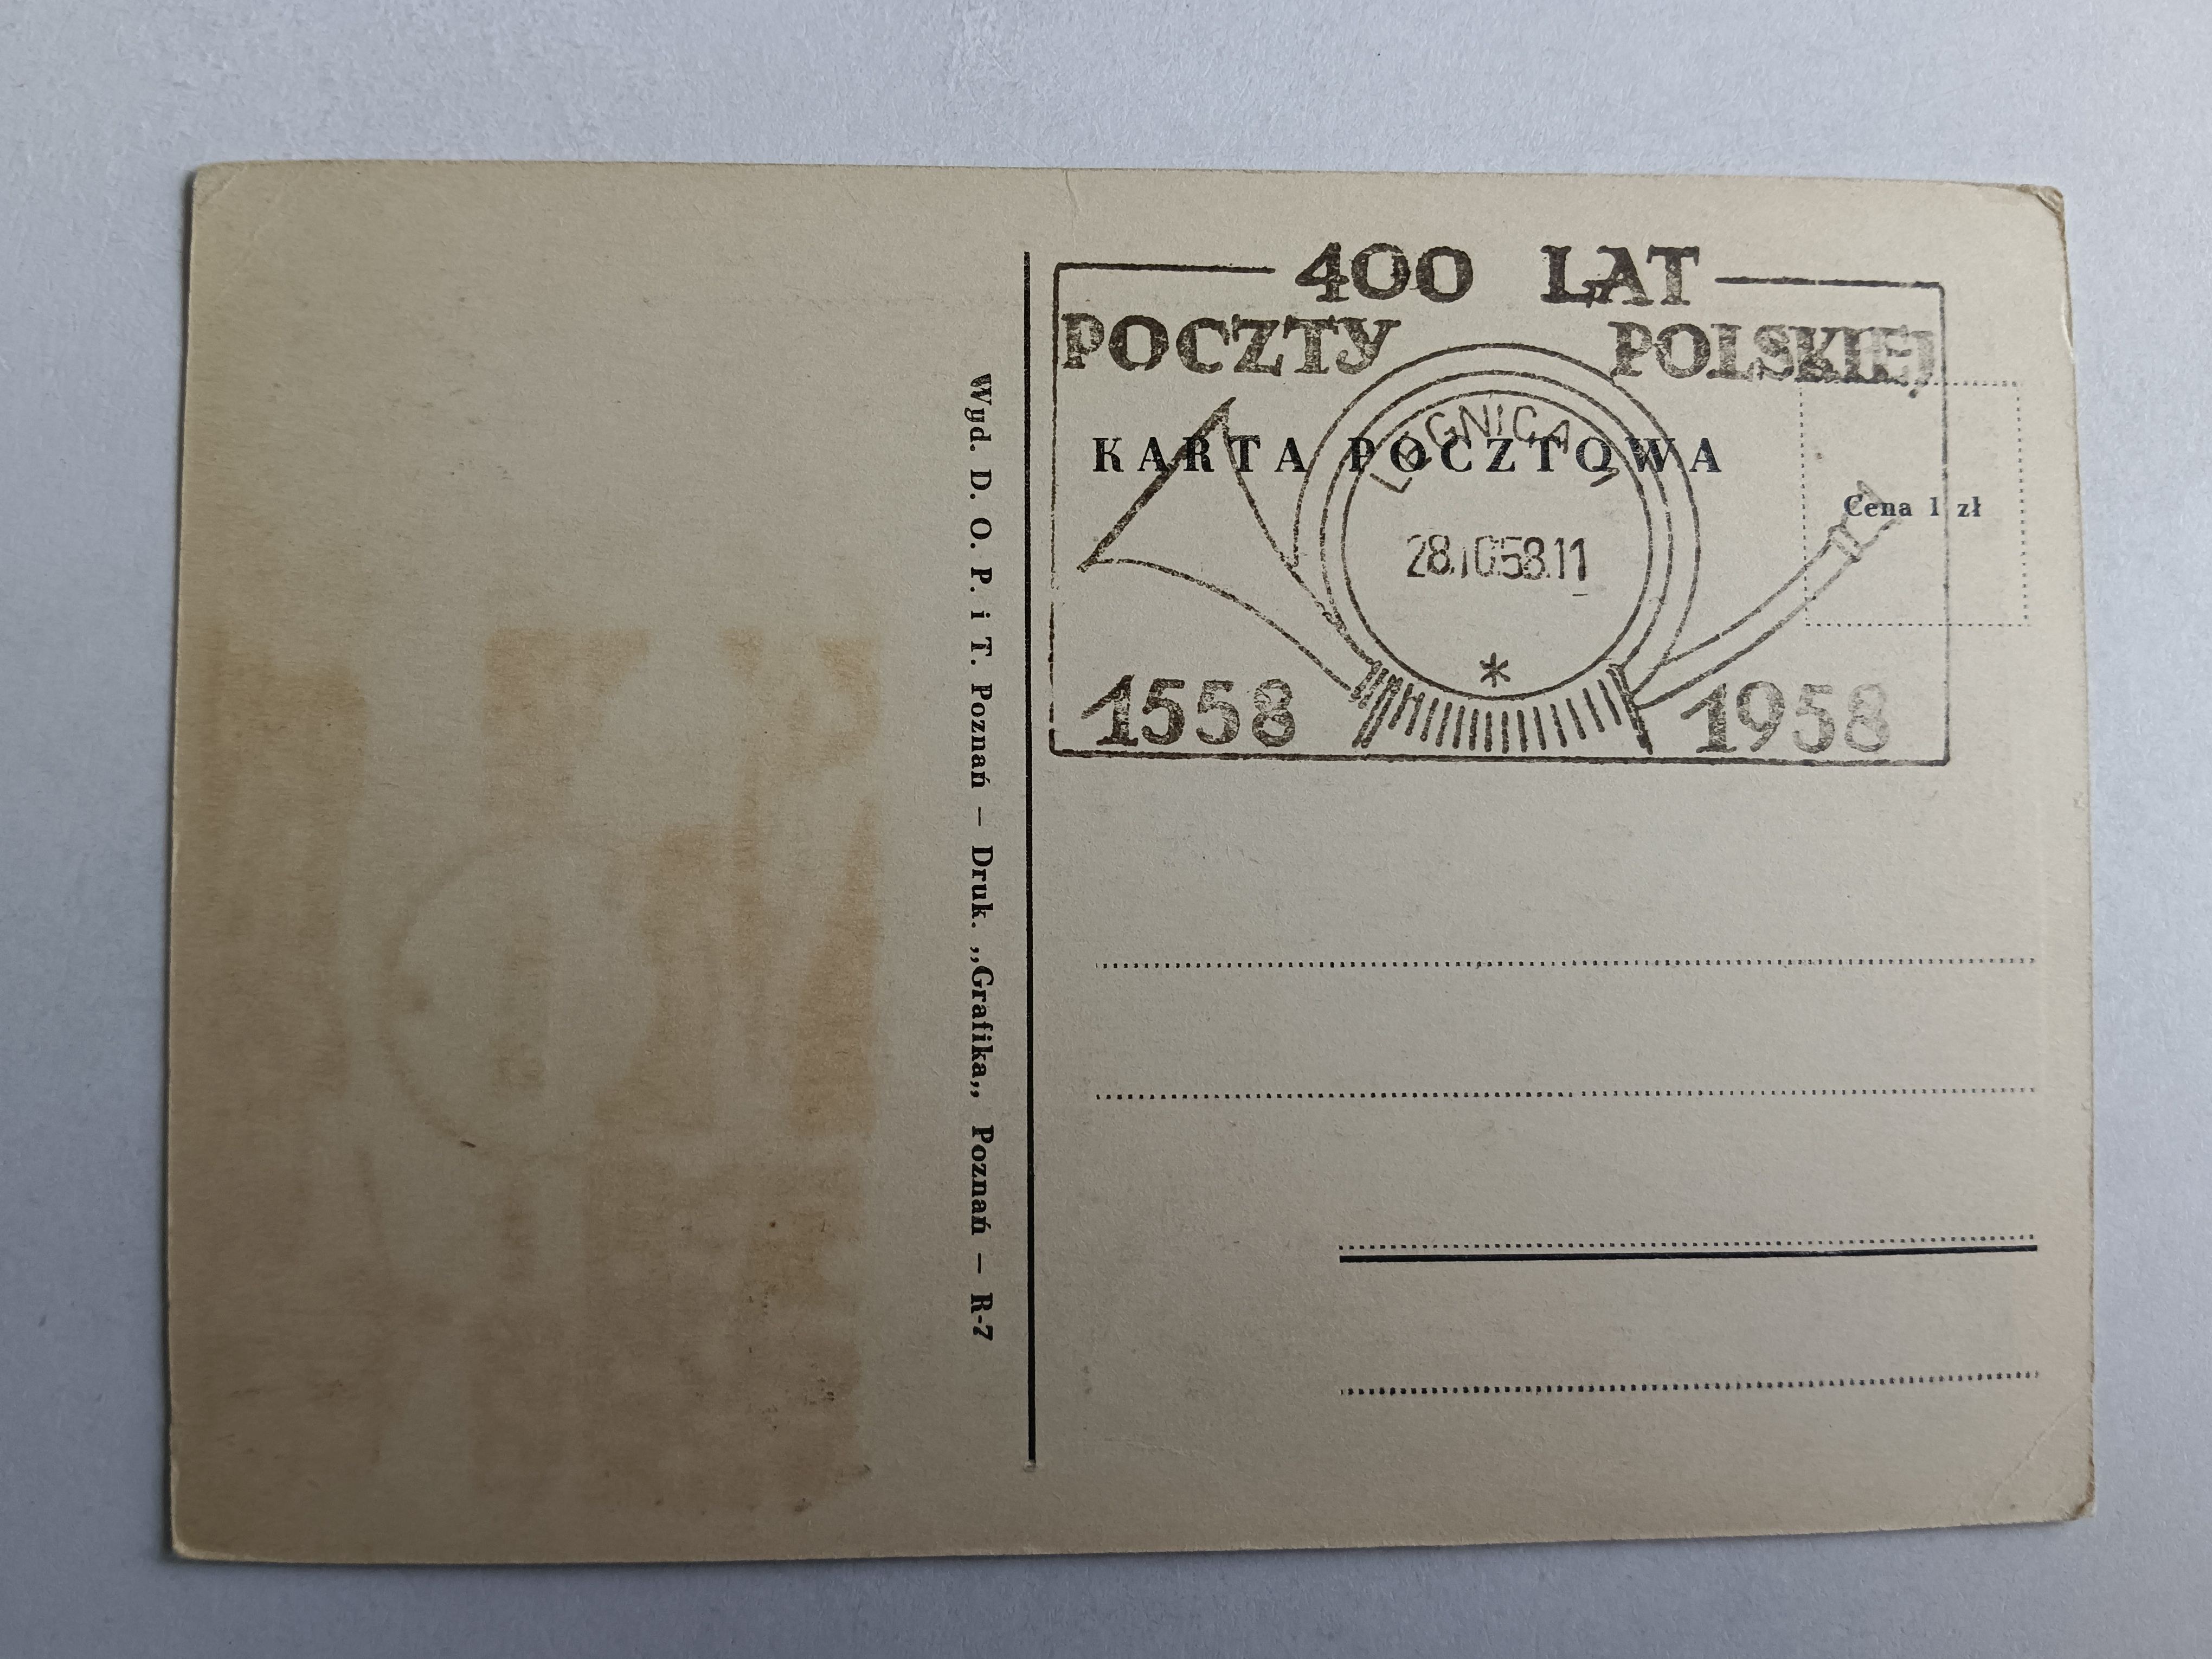 400 LAT
POCZTY POLSKIEJ
KARTA POCZTOWA
LEGNICA 1
Cena 1 zł
28.10.58.11
*
1558 1958
Wyd. D. O. P. i T. Poznań — Druk. ,,Grafika,, Poznań — R-7